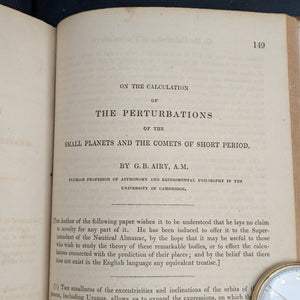 149
ON THE CALCULATION
OF
THE PERTURBATIONS
OF THE
SMALL PLANETS AND THE COMETS OF SHORT PERIOD.
BY G. B. AIRY, A.M.
PLUMIAN PROFESSOR OF ASTRONOMY AND EXPERIMENTAL PHILOSOPHY IN THE
UNIVERSITY OF CAMBRIDGE.
[The Author of the following paper wishes it to be understood that he lays no claim
to novelty for any part of it. He has been induced to offer it to the Super-
intendent of the Nautical Almanac, by the hope that it may be useful to those
who wish to study the theory of these remarkable bodies, or to effect the calcu-
lations connected with the prediction of their places; and by the belief that there
does not exist in the English language any equivalent treatise.]
(1) THE smallness of the excentricities and inclinations of the orbits of the
planets, including Uranus, allows us to expand the expressions, on which the